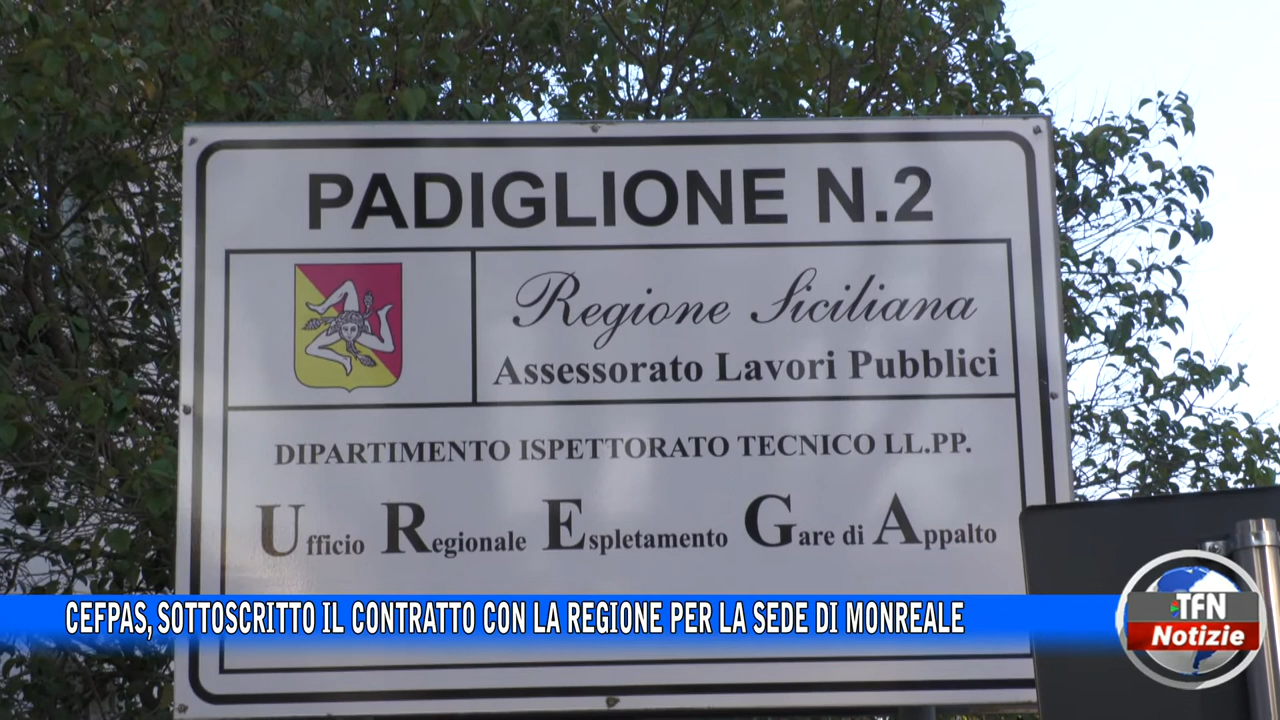 PADIGLIONE N.2
Regione Siciliana
Assessorato Lavori Pubblici
DIPARTIMENTO ISPETTORATO TECNICO LL.PP.
Ufficio Regionale Espletamento Gare di Appalto
CEFPAS, SOTTOSCRITTO IL CONTRATTO CON LA REGIONE PER LA SEDE DI MONREALE
TFN
Notizie